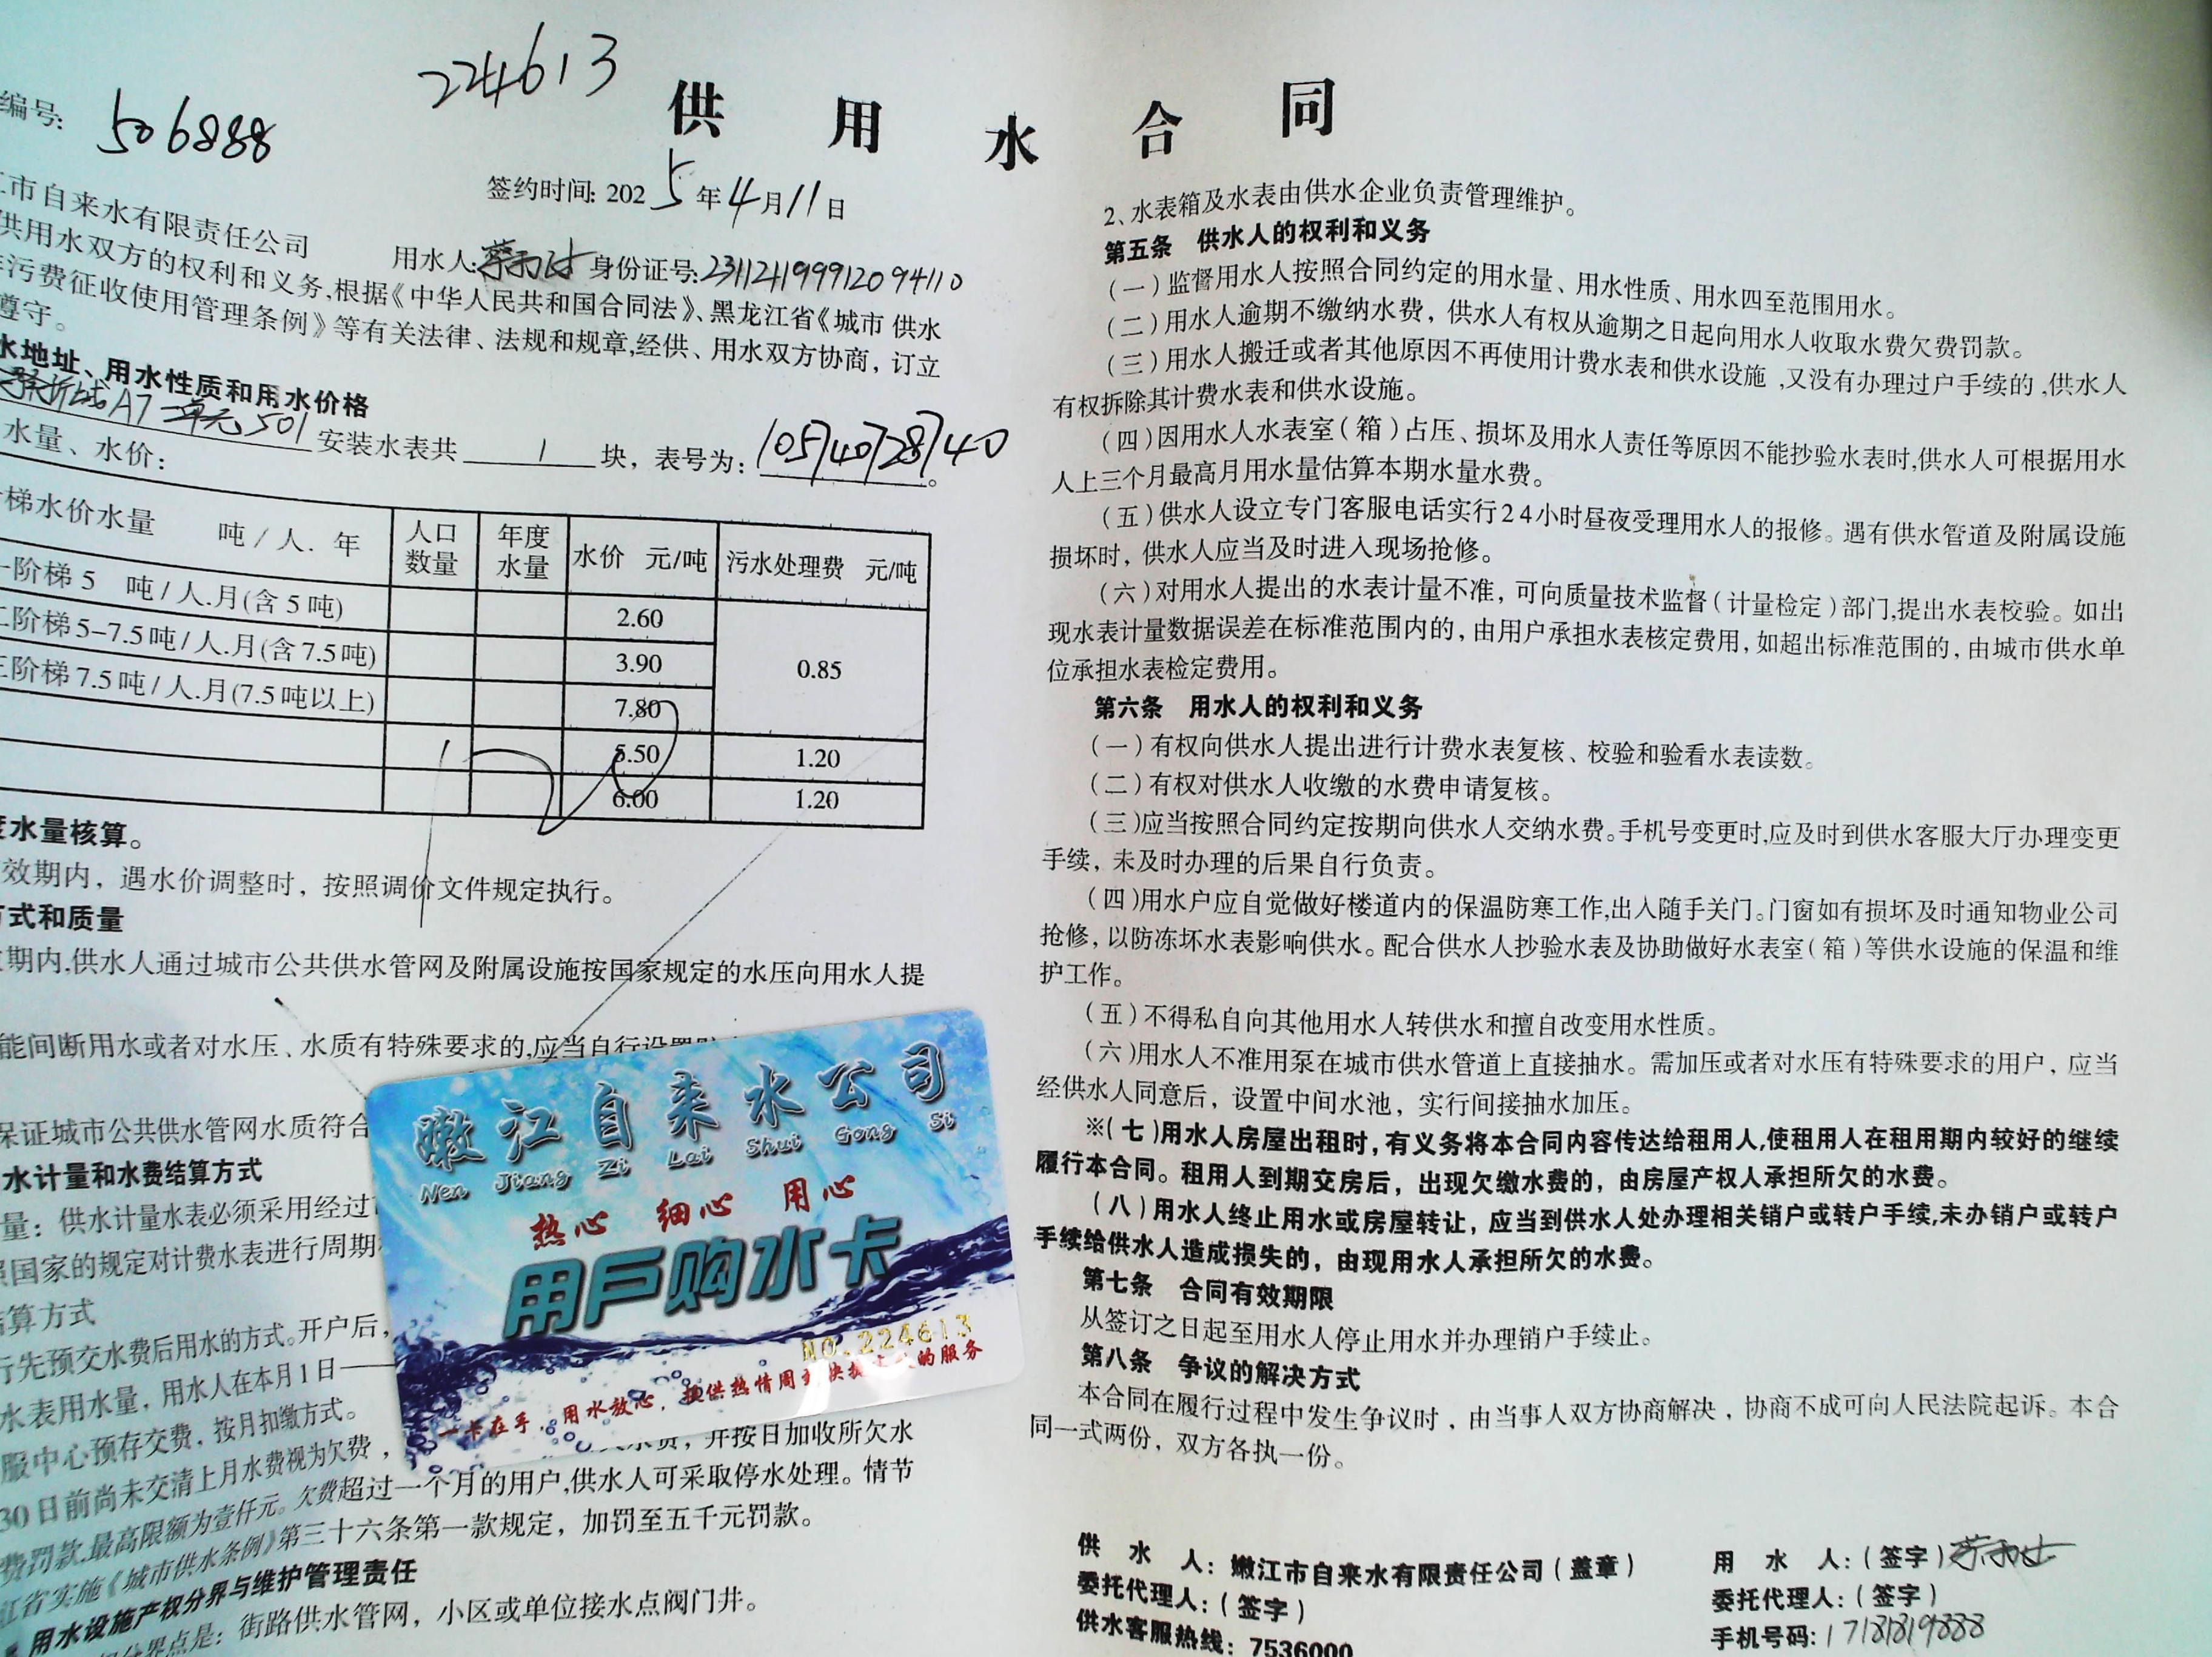 224613
编号:
506888
供用水合同
签约时间: 2025年4月11日
江市自来水有限责任公司
用水人: 身份证号:231121199912094110
供用水双方的权利和义务,根据《中华人民共和国合同法》、黑龙江省《城市 供水
排污费征收使用管理条例》等有关法律、法规和规章,经供、用水双方协商，订立
遵守。
水地址、用水性质和用水价格
A7 单元 501 安装水表共 1 块，表号为: 105740728740。
水量、水价:
梯水价水量 吨/人. 年
人口数量
年度水量
水价 元/吨
污水处理费 元/吨
一阶梯 5 吨/人.月(含 5 吨) 2.60
二阶梯 5-7.5 吨/人.月(含 7.5 吨) 3.90 0.85
三阶梯 7.5 吨/人.月(7.5 吨以上) 7.80
5.50 1.20
6.00 1.20
度水量核算。
效期内，遇水价调整时，按照调价文件规定执行。
方式和质量
期内,供水人通过城市公共供水管网及附属设施按国家规定的水压向用水人提
能间断用水或者对水压、水质有特殊要求的,应当自行设置
保证城市公共供水管网水质符合
水计量和水费结算方式
量：供水计量水表必须采用经过
照国家的规定对计费水表进行周期
结算方式
行先预交水费后用水的方式。开户后，
水表用水量，用水人在本月1日——
服中心预存交费，按月扣缴方式。
30日前尚未交清上月水费视为欠费， 水费，并按日加收所欠水
费罚款,最高限额为壹仟元。欠费超过一个月的用户,供水人可采取停水处理。情节
江省实施《城市供水条例》第三十六条第一款规定，加罚至五千元罚款。
用水设施产权分界与维护管理责任
分界点是：街路供水管网，小区或单位接水点阀门井。
嫩江自来水公司
Nen Jiang Zi Lai Shui Gong Si
热心 细心 用心
用戶购水卡
NO.224613
一卡在手，用水放心，提供热情周到快捷 的服务
2、水表箱及水表由供水企业负责管理维护。
第五条 供水人的权利和义务
(一)监督用水人按照合同约定的用水量、用水性质、用水四至范围用水。
(二)用水人逾期不缴纳水费，供水人有权从逾期之日起向用水人收取水费欠费罚款。
(三)用水人搬迁或者其他原因不再使用计费水表和供水设施 ,又没有办理过户手续的 ,供水人
有权拆除其计费水表和供水设施。
(四)因用水人水表室(箱)占压、损坏及用水人责任等原因不能抄验水表时,供水人可根据用水
人上三个月最高月用水量估算本期水量水费。
(五)供水人设立专门客服电话实行24小时昼夜受理用水人的报修。遇有供水管道及附属设施
损坏时，供水人应当及时进入现场抢修。
(六)对用水人提出的水表计量不准，可向质量技术监督(计量检定)部门,提出水表校验。如出
现水表计量数据误差在标准范围内的，由用户承担水表核定费用，如超出标准范围的，由城市供水单
位承担水表检定费用。
第六条 用水人的权利和义务
(一)有权向供水人提出进行计费水表复核、校验和验看水表读数。
(二)有权对供水人收缴的水费申请复核。
(三)应当按照合同约定按期向供水人交纳水费。手机号变更时,应及时到供水客服大厅办理变更
手续，未及时办理的后果自行负责。
(四)用水户应自觉做好楼道内的保温防寒工作,出入随手关门。门窗如有损坏及时通知物业公司
抢修，以防冻坏水表影响供水。配合供水人抄验水表及协助做好水表室(箱)等供水设施的保温和维
护工作。
(五)不得私自向其他用水人转供水和擅自改变用水性质。
(六)用水人不准用泵在城市供水管道上直接抽水。需加压或者对水压有特殊要求的用户，应当
经供水人同意后，设置中间水池，实行间接抽水加压。
※(七)用水人房屋出租时，有义务将本合同内容传达给租用人,使租用人在租用期内较好的继续
履行本合同。租用人到期交房后，出现欠缴水费的，由房屋产权人承担所欠的水费。
(八)用水人终止用水或房屋转让，应当到供水人处办理相关销户或转户手续,未办销户或转户
手续给供水人造成损失的，由现用水人承担所欠的水费。
第七条 合同有效期限
从签订之日起至用水人停止用水并办理销户手续止。
第八条 争议的解决方式
本合同在履行过程中发生争议时，由当事人双方协商解决，协商不成可向人民法院起诉。本合
同一式两份，双方各执一份。
供 水 人：嫩江市自来水有限责任公司(盖章)
委托代理人：(签字)
供水客服热线：7536000
用 水 人：(签字)
委托代理人：(签字)
手机号码：17181819888